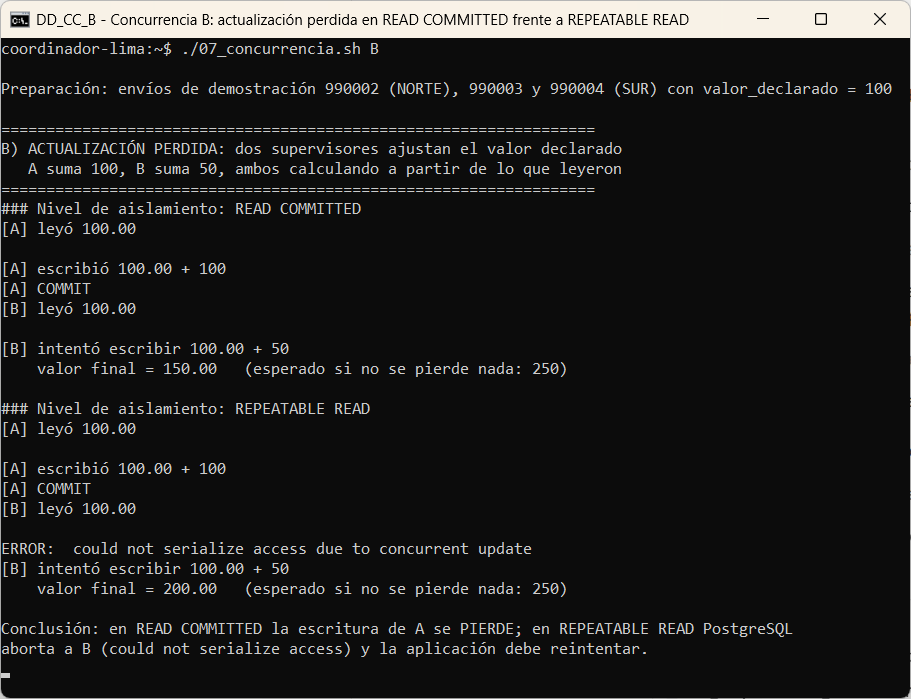 DD_CC_B - Concurrencia B: actualización perdida en READ COMMITTED frente a REPEATABLE READ
coordinador-lima:~$ ./07_concurrencia.sh B
Preparación: envíos de demostración 990002 (NORTE), 990003 y 990004 (SUR) con valor_declarado = 100
==================================================================
B) ACTUALIZACIÓN PERDIDA: dos supervisores ajustan el valor declarado
A suma 100, B suma 50, ambos calculando a partir de lo que leyeron
==================================================================
### Nivel de aislamiento: READ COMMITTED
[A] leyó 100.00
[A] escribió 100.00 + 100
[A] COMMIT
[B] leyó 100.00
[B] intentó escribir 100.00 + 50
valor final = 150.00   (esperado si no se pierde nada: 250)
### Nivel de aislamiento: REPEATABLE READ
[A] leyó 100.00
[A] escribió 100.00 + 100
[A] COMMIT
[B] leyó 100.00
ERROR:  could not serialize access due to concurrent update
[B] intentó escribir 100.00 + 50
valor final = 200.00   (esperado si no se pierde nada: 250)
Conclusión: en READ COMMITTED la escritura de A se PIERDE; en REPEATABLE READ PostgreSQL
aborta a B (could not serialize access) y la aplicación debe reintentar.